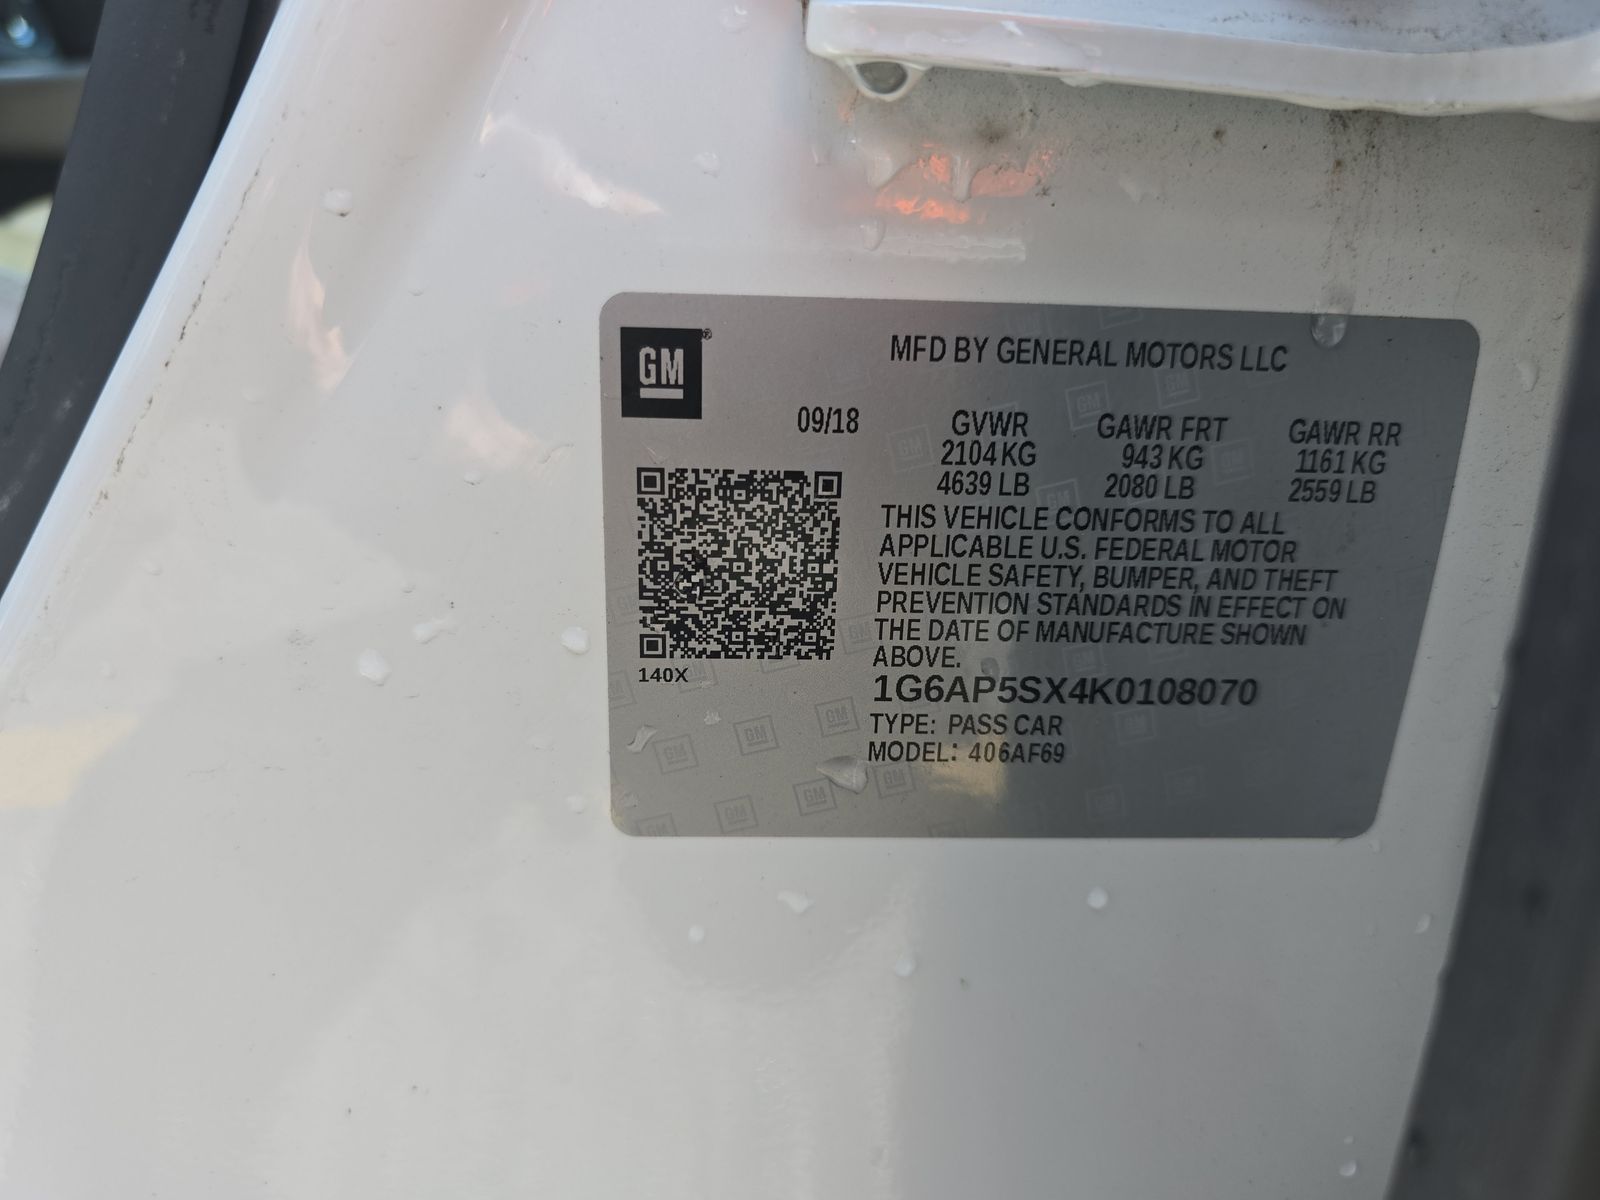 GM
MFD BY GENERAL MOTORS LLC
09/18
GVWR
2104 KG
4639 LB
GAWR FRT
943 KG
2080 LB
GAWR RR
1161 KG
2559 LB
THIS VEHICLE CONFORMS TO ALL
APPLICABLE U.S. FEDERAL MOTOR
VEHICLE SAFETY, BUMPER, AND THEFT
PREVENTION STANDARDS IN EFFECT ON
THE DATE OF MANUFACTURE SHOWN
ABOVE.
140X
1G6AP5SX4K0108070
TYPE: PASS CAR
MODEL: 406AF69